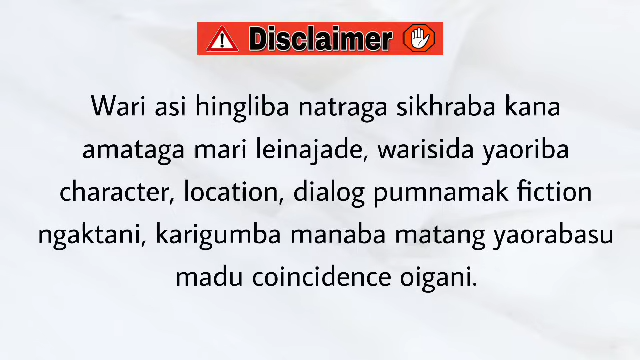 Disclaimer
Wari asi hingliba natraga sikhraba kana
amataga mari leinajade, warisida yaoriba
character, location, dialog pumnamak fiction
ngaktani, karigumba manaba matang yaorabasu
madu coincidence oigani.